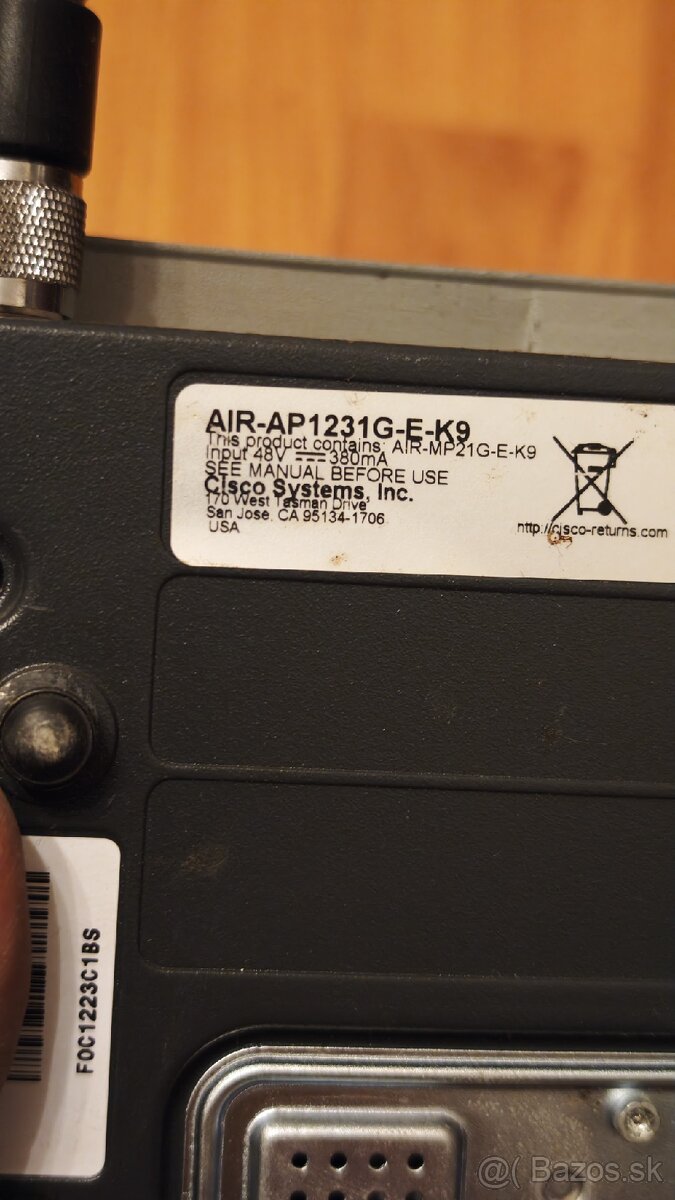 AIR-AP1231G-E-K9
This product contains: AIR-MP21G-E-K9
Input 48V ⎓ 380mA
SEE MANUAL BEFORE USE
Cisco Systems, Inc.
170 West Tasman Drive
San Jose, CA 95134-1706
USA
http://cisco-returns.com
FOC1223C1BS
@( Bazos.sk